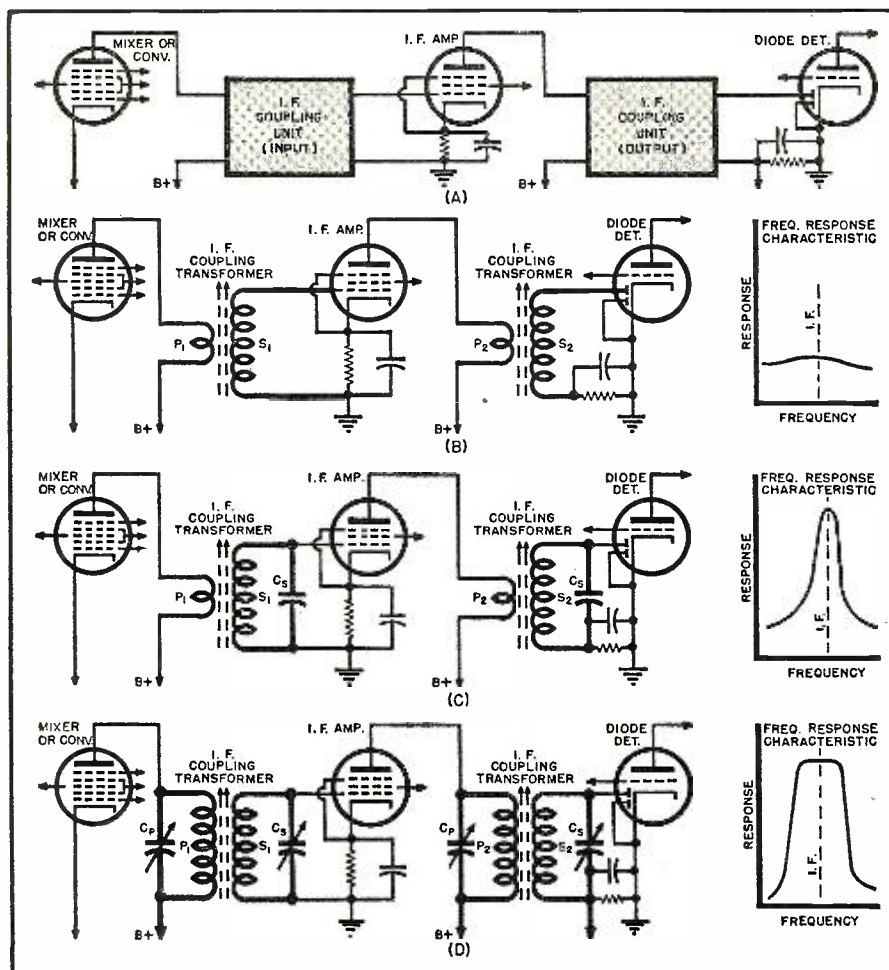 MIXER OR
CONV.
I.F. AMP
DIODE DET.
I.F.
COUPLING
UNIT
(INPUT)
I.F.
COUPLING
UNIT
(OUTPUT)
B+
B+
(A)
MIXER
OR CONV.
I.F.
COUPLING
TRANSFORMER
I.F. AMP.
I.F.
COUPLING
TRANSFORMER
DIODE
DET.
FREQ. RESPONSE
CHARACTERISTIC
P1
S1
P2
S2
RESPONSE
I.F.
FREQUENCY
B+
B+
(B)
MIXER
OR CONV.
I.F.
COUPLING
TRANSFORMER
I.F. AMP.
I.F.
COUPLING
TRANSFORMER
DIODE
DET.
FREQ. RESPONSE
CHARACTERISTIC
P1
S1
CS
P2
S2
CS
RESPONSE
I.F.
FREQUENCY
B+
B+
(C)
MIXER
OR CONV.
I.F.
COUPLING
TRANSFORMER
I.F. AMP.
I.F.
COUPLING
TRANSFORMER
DIODE
DET.
FREQ. RESPONSE
CHARACTERISTIC
CP
P1
S1
CS
CP
P2
S2
CS
RESPONSE
I.F.
FREQUENCY
B+
B+
(D)